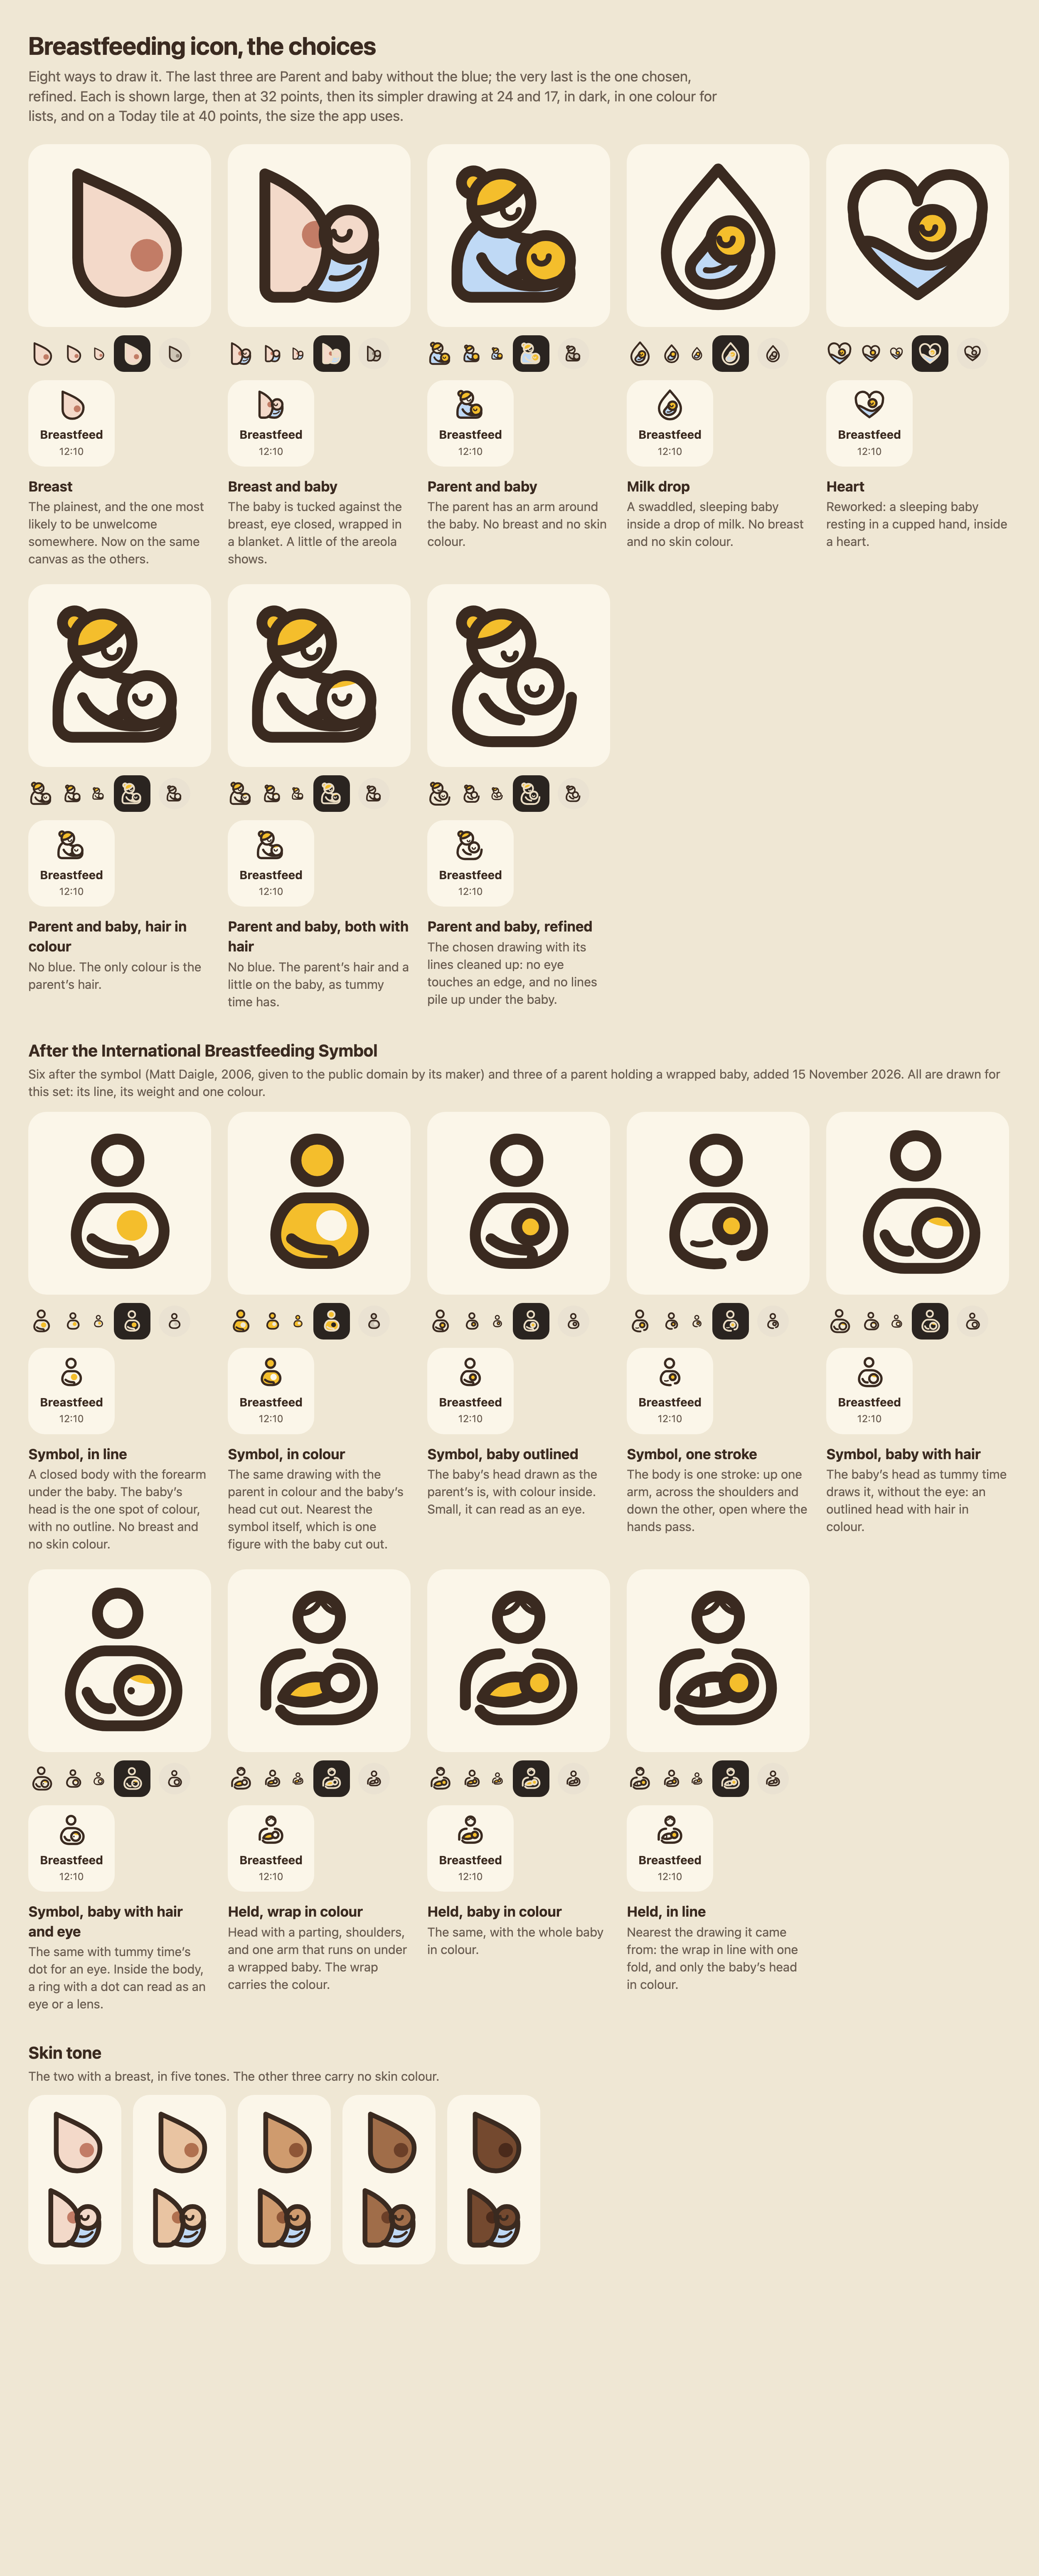 Breastfeeding icon, the choices
Eight ways to draw it. The last three are Parent and baby without the blue; the very last is the one chosen,
refined. Each is shown large, then at 32 points, then its simpler drawing at 24 and 17, in dark, in one colour for
lists, and on a Today tile at 40 points, the size the app uses.
Breastfeed
12:10
Breast
The plainest, and the one most
likely to be unwelcome
somewhere. Now on the same
canvas as the others.
Breastfeed
12:10
Breast and baby
The baby is tucked against the
breast, eye closed, wrapped in
a blanket. A little of the areola
shows.
Breastfeed
12:10
Parent and baby
The parent has an arm around
the baby. No breast and no skin
colour.
Breastfeed
12:10
Milk drop
A swaddled, sleeping baby
inside a drop of milk. No breast
and no skin colour.
Breastfeed
12:10
Heart
Reworked: a sleeping baby
resting in a cupped hand, inside
a heart.
Breastfeed
12:10
Parent and baby, hair in
colour
No blue. The only colour is the
parent’s hair.
Breastfeed
12:10
Parent and baby, both with
hair
No blue. The parent’s hair and a
little on the baby, as tummy
time has.
Breastfeed
12:10
Parent and baby, refined
The chosen drawing with its
lines cleaned up: no eye
touches an edge, and no lines
pile up under the baby.
After the International Breastfeeding Symbol
Six after the symbol (Matt Daigle, 2006, given to the public domain by its maker) and three of a parent holding a wrapped baby, added 15 November 2026. All are drawn for
this set: its line, its weight and one colour.
Breastfeed
12:10
Symbol, in line
A closed body with the forearm
under the baby. The baby’s
head is the one spot of colour,
with no outline. No breast and
no skin colour.
Breastfeed
12:10
Symbol, in colour
The same drawing with the
parent in colour and the baby’s
head cut out. Nearest the
symbol itself, which is one
figure with the baby cut out.
Breastfeed
12:10
Symbol, baby outlined
The baby’s head drawn as the
parent’s is, with colour inside.
Small, it can read as an eye.
Breastfeed
12:10
Symbol, one stroke
The body is one stroke: up one
arm, across the shoulders and
down the other, open where the
hands pass.
Breastfeed
12:10
Symbol, baby with hair
The baby’s head as tummy time
draws it, without the eye: an
outlined head with hair in
colour.
Breastfeed
12:10
Symbol, baby with hair
and eye
The same with tummy time’s
dot for an eye. Inside the body,
a ring with a dot can read as an
eye or a lens.
Breastfeed
12:10
Held, wrap in colour
Head with a parting, shoulders,
and one arm that runs on under
a wrapped baby. The wrap
carries the colour.
Breastfeed
12:10
Held, baby in colour
The same, with the whole baby
in colour.
Breastfeed
12:10
Held, in line
Nearest the drawing it came
from: the wrap in line with one
fold, and only the baby’s head
in colour.
Skin tone
The two with a breast, in five tones. The other three carry no skin colour.